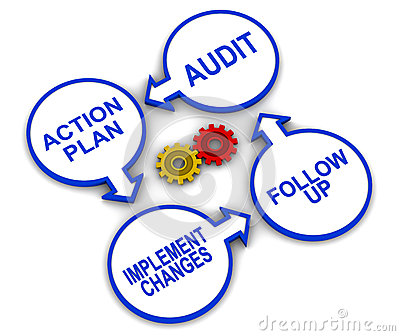 AUDIT
ACTION
PLAN
IMPLEMENT
CHANGES
FOLLOW
UP
dreamstime.com